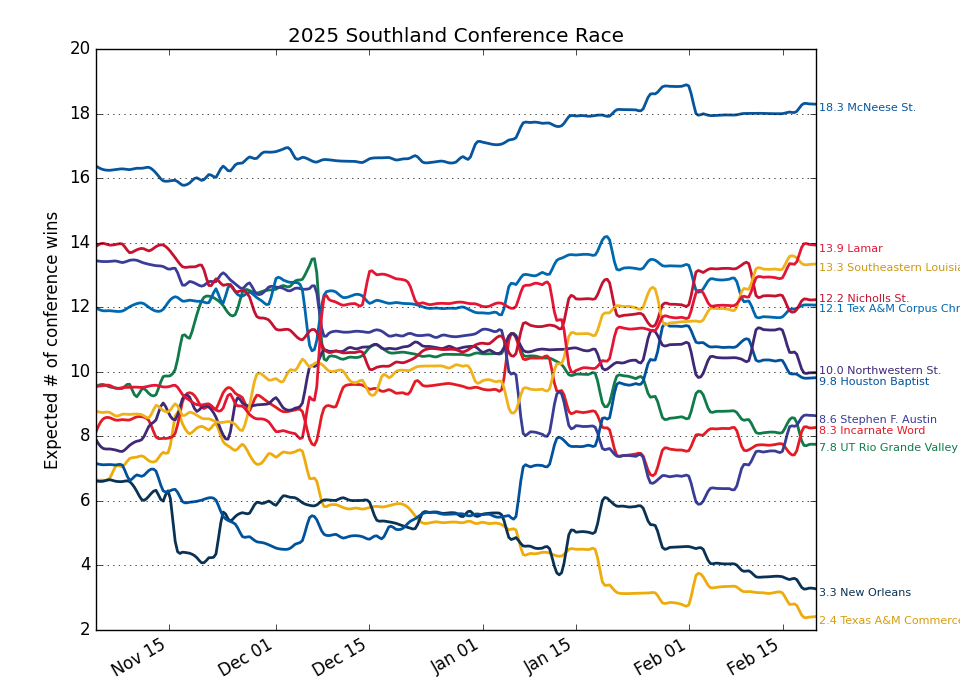 2025 Southland Conference Race
Expected # of conference wins
20
18
16
14
12
10
8
6
4
2
18.3 McNeese St.
13.9 Lamar
13.3 Southeastern Louisia
12.2 Nicholls St.
12.1 Tex A&M Corpus Chr
10.0 Northwestern St.
9.8 Houston Baptist
8.6 Stephen F. Austin
8.3 Incarnate Word
7.8 UT Rio Grande Valley
3.3 New Orleans
2.4 Texas A&M Commerce
Nov 15
Dec 01
Dec 15
Jan 01
Jan 15
Feb 01
Feb 15